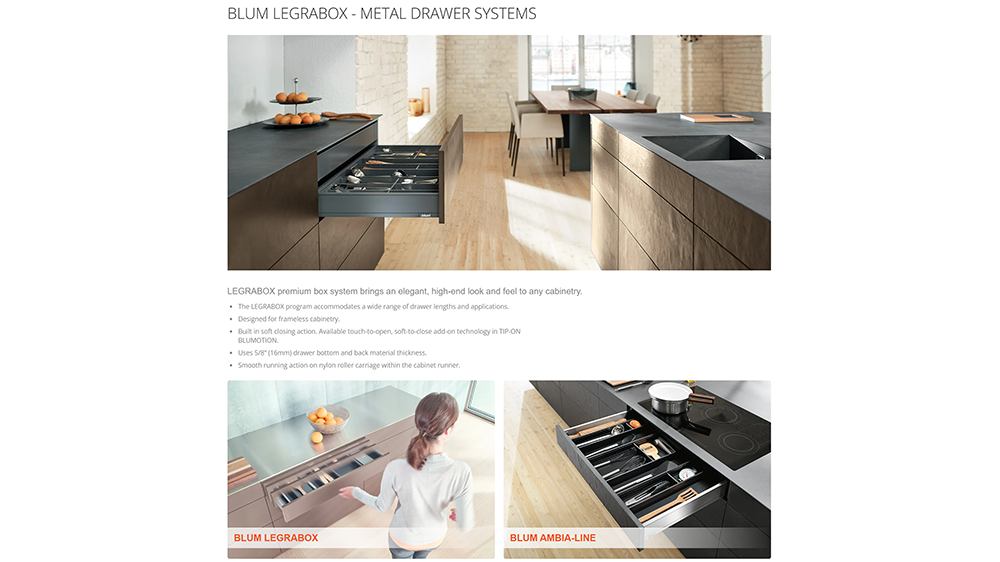 BLUM LEGRABOX - METAL DRAWER SYSTEMS
LEGRABOX premium box system brings an elegant, high-end look and feel to any cabinetry.
The LEGRABOX program accommodates a wide range of drawer lengths and applications.
Designed for frameless cabinetry.
Built in soft closing action. Available touch-to-open, soft-to-close add-on technology in TIP-ON
BLUMOTION.
Uses 5/8" (16mm) drawer bottom and back material thickness.
Smooth running action on nylon roller carriage within the cabinet runner.
BLUM LEGRABOX
BLUM AMBIA-LINE